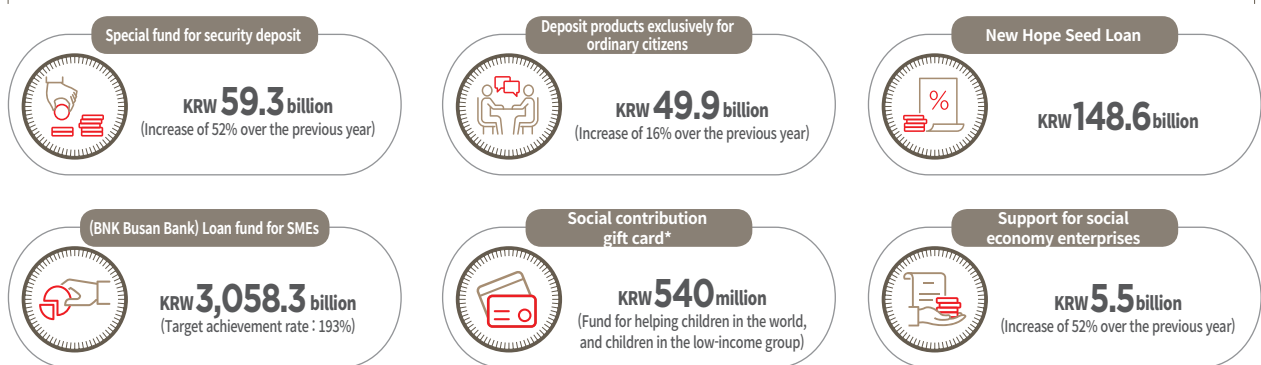 Special fund for security deposit
KRW 59.3 billion
(Increase of 52% over the previous year)
Deposit products exclusively for
ordinary citizens
KRW 49.9 billion
(Increase of 16% over the previous year)
New Hope Seed Loan
%
KRW 148.6 billion
(BNK Busan Bank) Loan fund for SMEs
KRW 3,058.3 billion
(Target achievement rate : 193%)
Social contribution
gift card*
KRW 540 million
(Fund for helping children in the world,
and children in the low-income group)
Support for social
economy enterprises
KRW 5.5 billion
(Increase of 52% over the previous year)